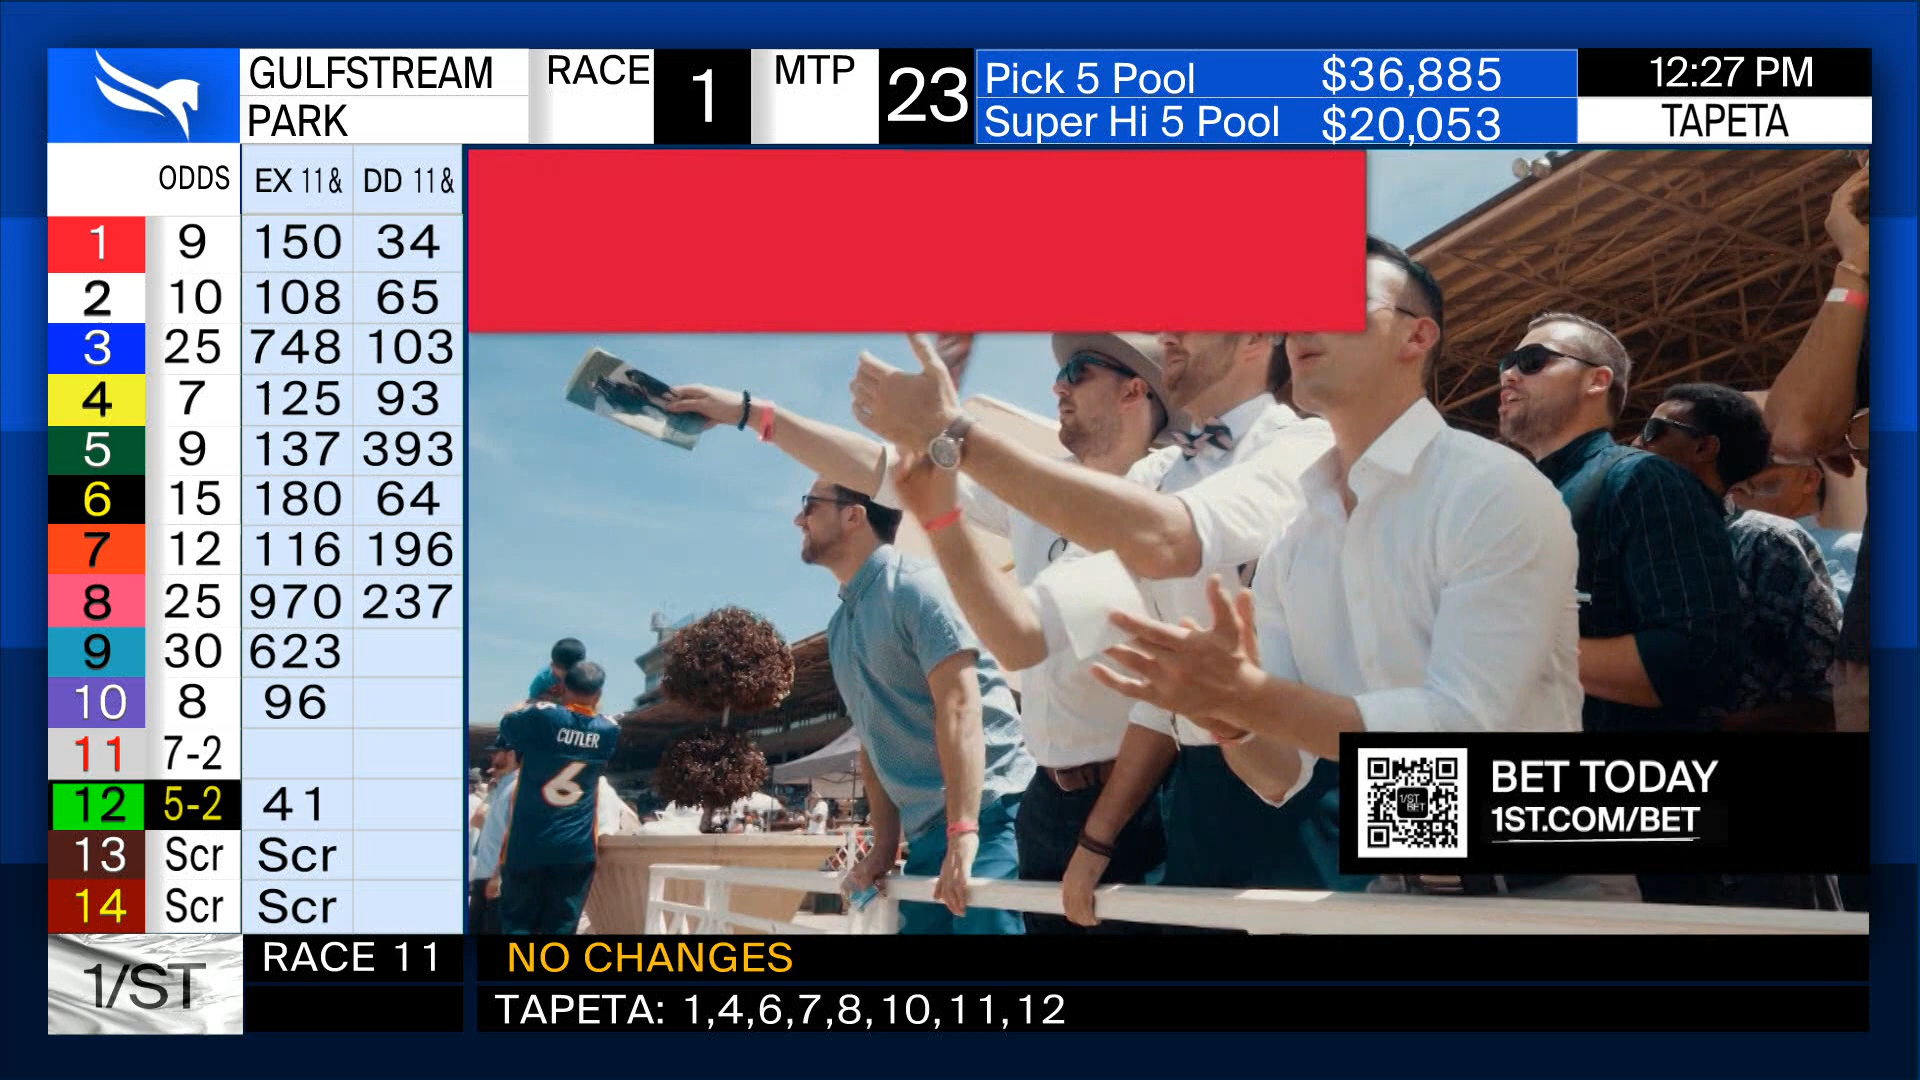 GULFSTREAM
PARK
RACE 1 MTP 23
Pick 5 Pool $36,885
Super Hi 5 Pool $20,053
12:27 PM
TAPETA
ODDS EX 11& DD 11&
1 9 150 34
2 10 108 65
3 25 748 103
4 7 125 93
5 9 137 393
6 15 180 64
7 12 116 196
8 25 970 237
9 30 623
10 8 96
11 7-2
12 5-2 41
13 Scr Scr
14 Scr Scr
CUTLER
6
1/ST BET
BET TODAY
1ST.COM/BET
1/ST
RACE 11 NO CHANGES
TAPETA: 1,4,6,7,8,10,11,12